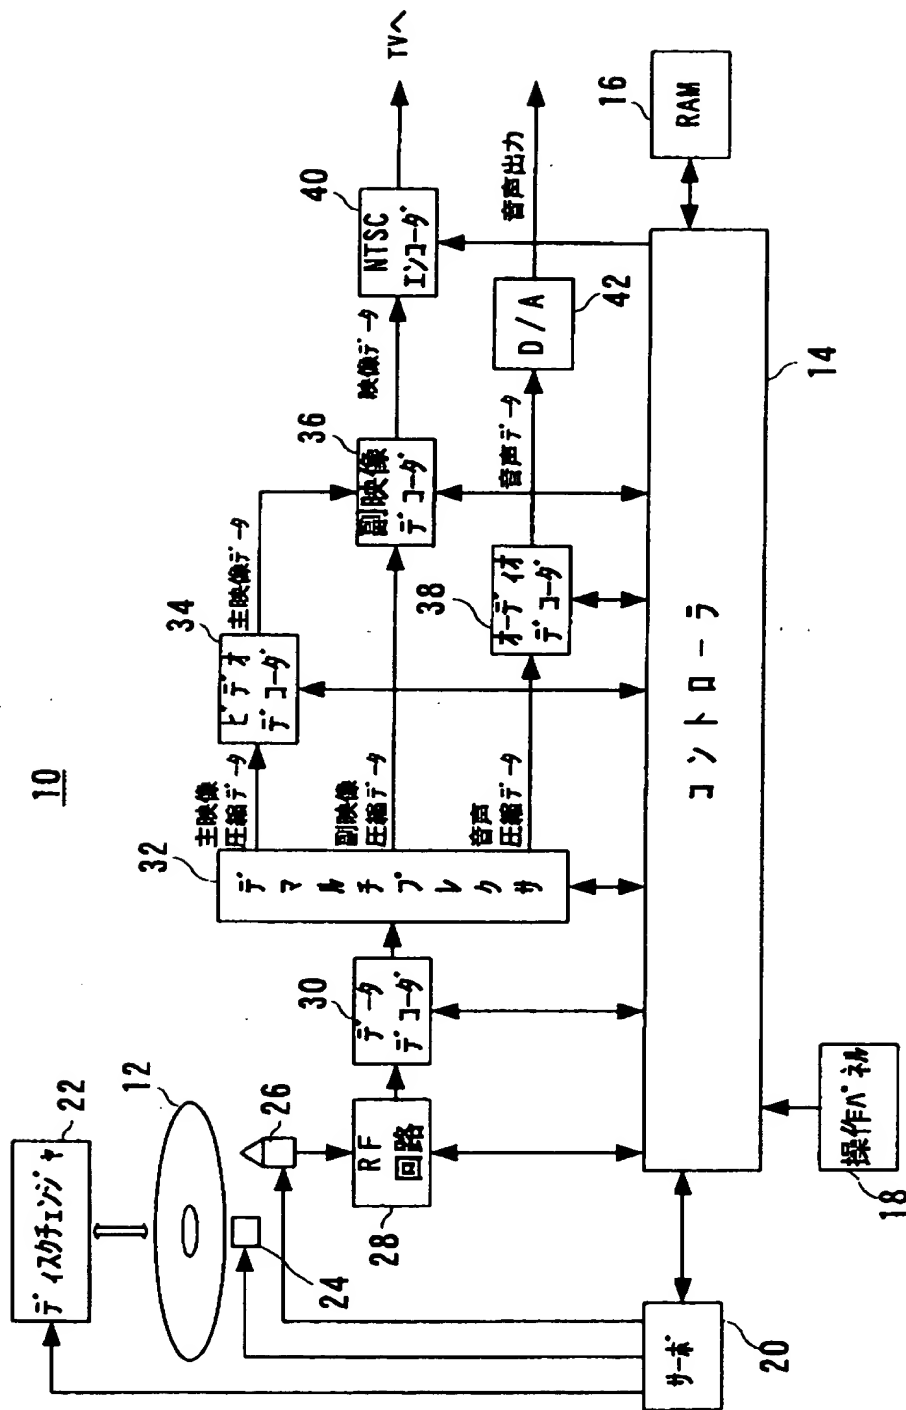 10
22
ディスクチェンジャ
12
24
26
28
RF
回路
30
データ
デコーダ
32
デマルチプレクサ
主映像
圧縮データ
副映像
圧縮データ
音声
圧縮データ
34
ビデオ
デコーダ
主映像データ
36
副映像
デコーダ
映像データ
38
オーディオ
デコーダ
音声データ
40
NTSC
エンコーダ
TVへ
D/A
42
音声出力
16
RAM
コントローラ
14
操作パネル
18
サーボ
20